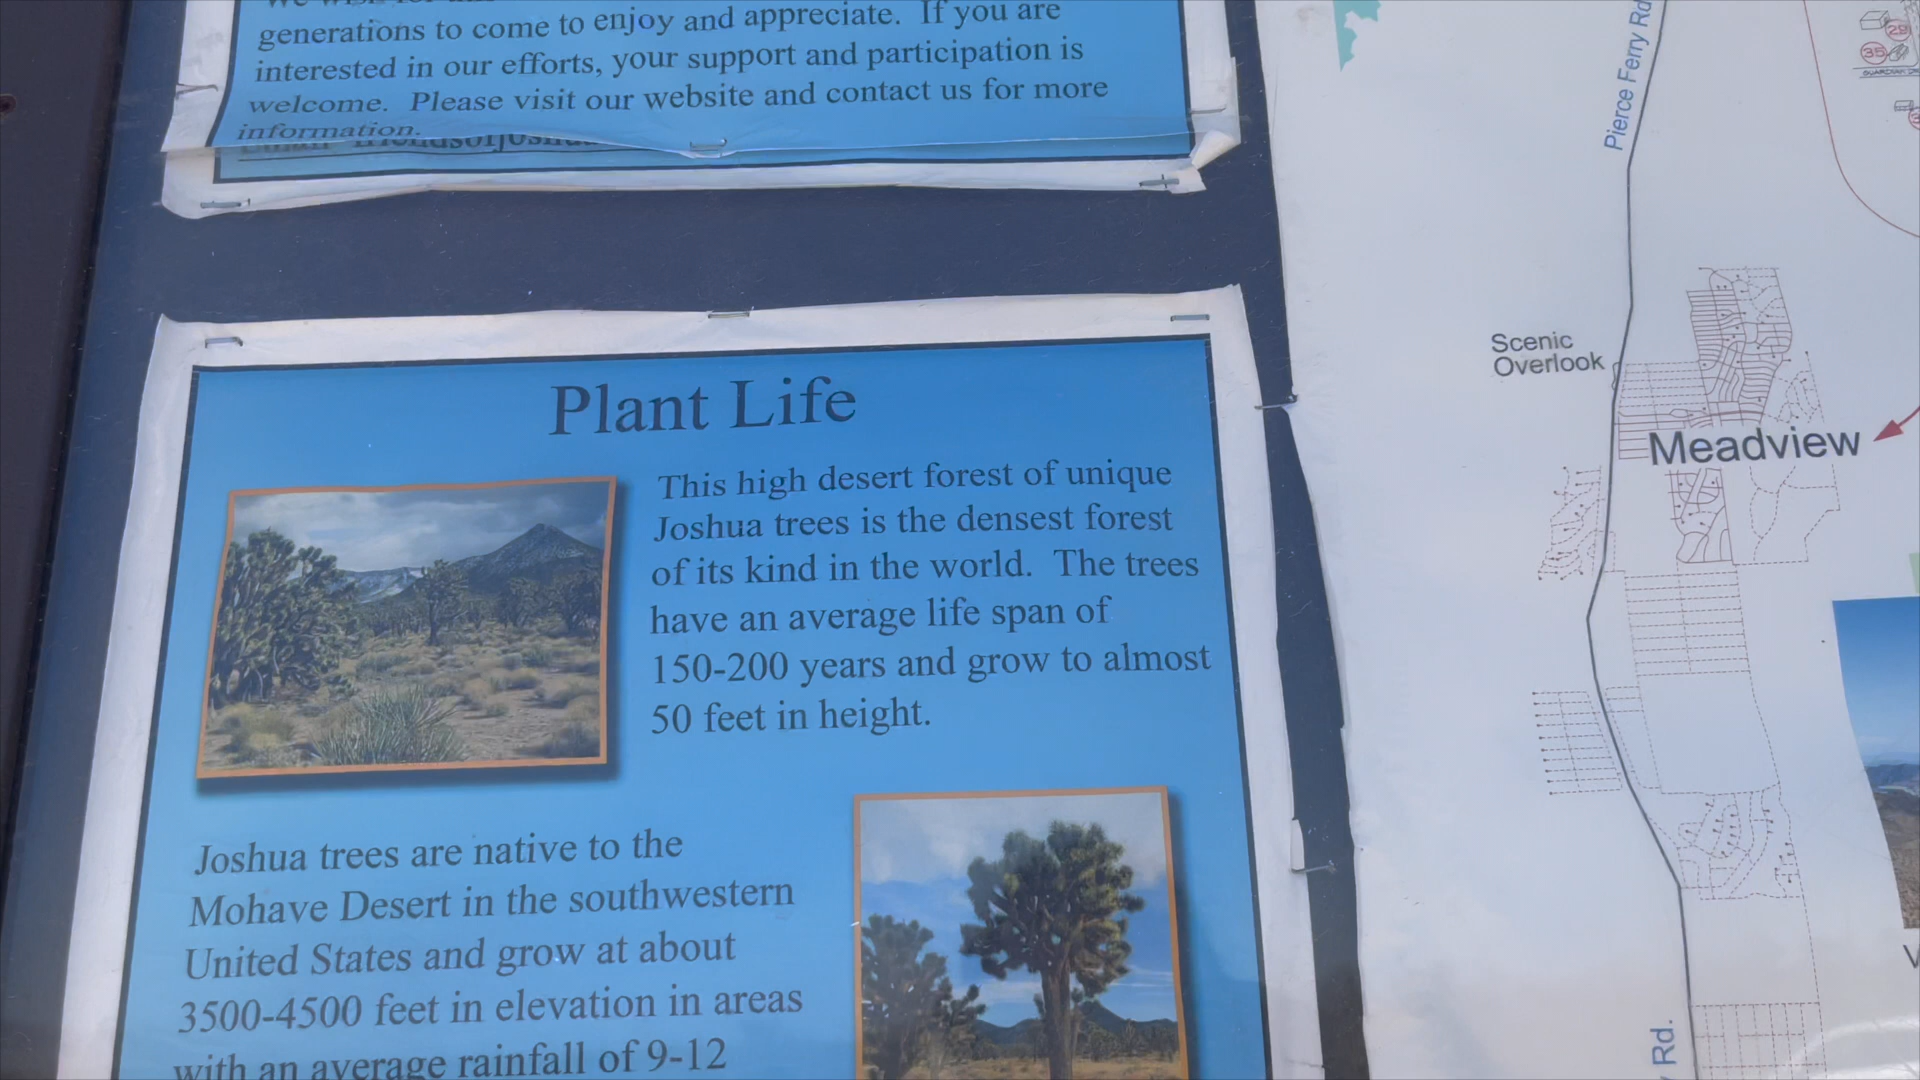 generations to come to enjoy and appreciate. If you are
interested in our efforts, your support and participation is
welcome. Please visit our website and contact us for more
information.
Plant Life
This high desert forest of unique
Joshua trees is the densest forest
of its kind in the world. The trees
have an average life span of
150-200 years and grow to almost
50 feet in height.
Joshua trees are native to the
Mohave Desert in the southwestern
United States and grow at about
3500-4500 feet in elevation in areas
with an average rainfall of 9-12
Pierce Ferry Rd
29
35
Scenic
Overlook
Meadview
Rd.